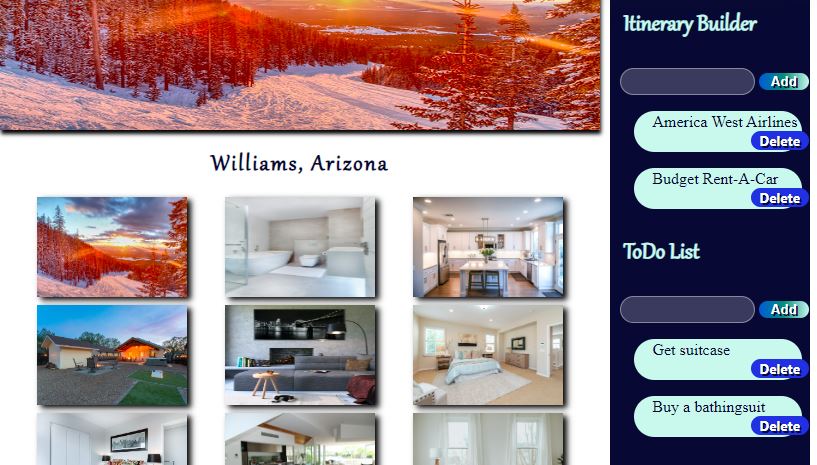 Itinerary Builder
Add
America West Airlines
Delete
Budget Rent-A-Car
Delete
Williams, Arizona
ToDo List
Add
Get suitcase
Delete
Buy a bathingsuit
Delete